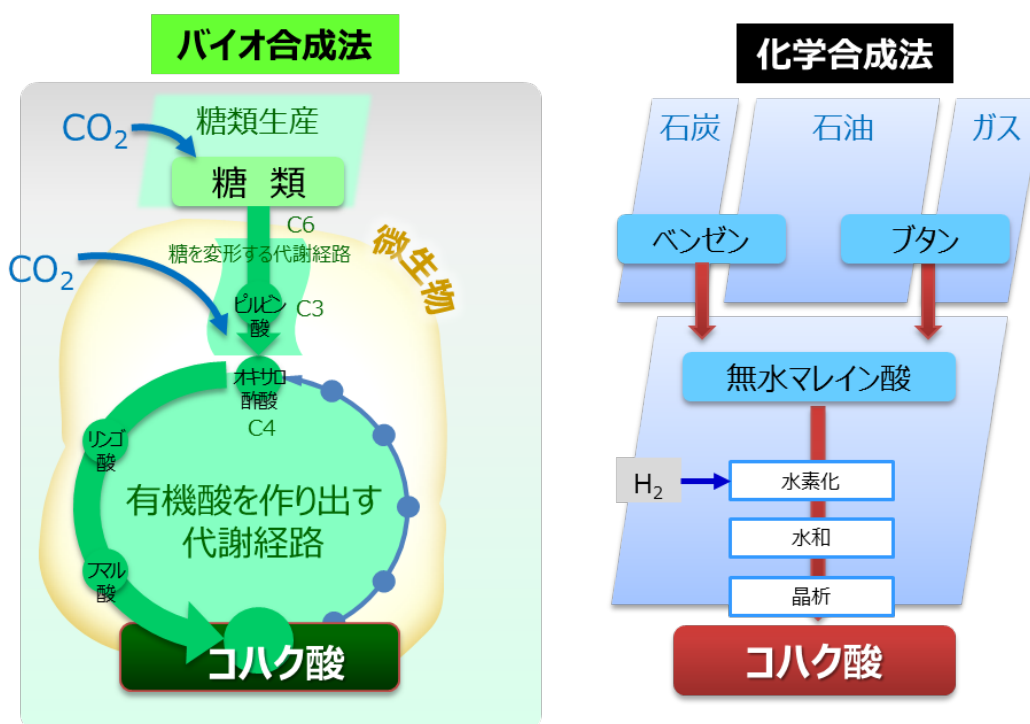 バイオ合成法
CO2
糖類生産
糖 類
C6
糖を変形する代謝経路
微生物
CO2
ピルビン
酸
C3
オキサロ
酢酸
C4
リンゴ
酸
有機酸を作り出す
代謝経路
フマル
酸
コハク酸
化学合成法
石炭
石油
ガス
ベンゼン
ブタン
無水マレイン酸
H2
水素化
水和
晶析
コハク酸